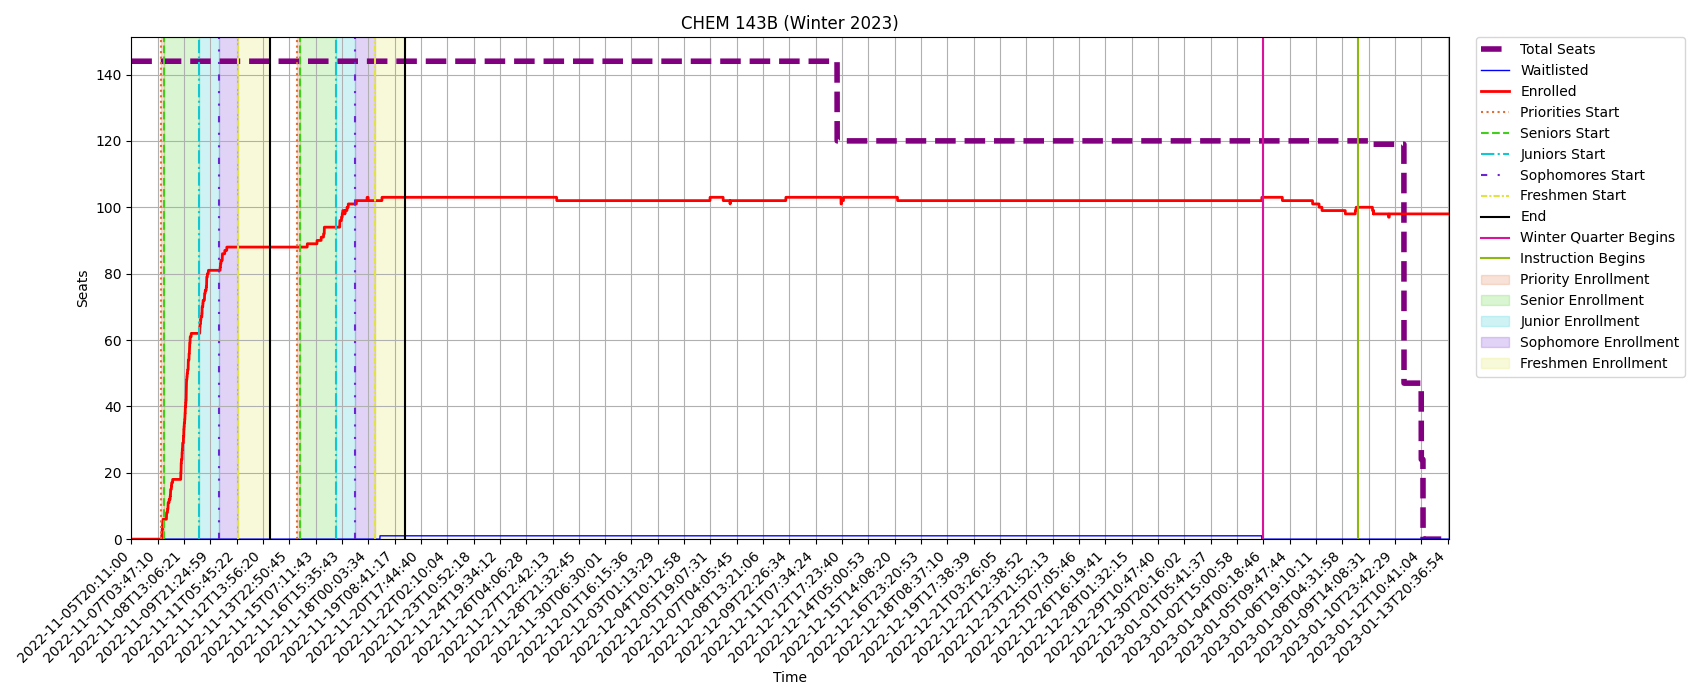 CHEM 143B (Winter 2023)
Seats
140
120
100
80
60
40
20
0
2022-11-05T20:11:00
2022-11-07T03:47:10
2022-11-08T13:06:21
2022-11-09T21:24:59
2022-11-11T05:45:22
2022-11-12T13:56:20
2022-11-13T22:50:45
2022-11-15T07:11:43
2022-11-16T15:35:43
2022-11-18T00:03:34
2022-11-19T08:41:17
2022-11-20T17:44:40
2022-11-22T02:10:04
2022-11-23T10:52:18
2022-11-24T19:34:12
2022-11-26T04:06:28
2022-11-27T12:42:13
2022-11-28T21:32:45
2022-11-30T06:30:01
2022-12-01T16:15:36
2022-12-03T01:13:29
2022-12-04T10:12:58
2022-12-05T19:07:31
2022-12-07T04:05:45
2022-12-08T13:21:06
2022-12-09T22:26:34
2022-12-11T07:34:24
2022-12-12T17:23:40
2022-12-14T05:00:53
2022-12-15T14:08:20
2022-12-16T23:20:53
2022-12-18T08:37:10
2022-12-19T17:38:39
2022-12-21T03:26:05
2022-12-22T12:38:52
2022-12-23T21:52:13
2022-12-25T07:05:46
2022-12-26T16:19:41
2022-12-28T01:32:15
2022-12-29T10:47:40
2022-12-30T20:16:02
2023-01-01T05:41:37
2023-01-02T15:00:58
2023-01-04T00:18:46
2023-01-05T09:47:44
2023-01-06T19:10:11
2023-01-08T04:31:58
2023-01-09T14:08:31
2023-01-10T23:42:29
2023-01-12T10:41:04
2023-01-13T20:36:54
Time
Total Seats
Waitlisted
Enrolled
Priorities Start
Seniors Start
Juniors Start
Sophomores Start
Freshmen Start
End
Winter Quarter Begins
Instruction Begins
Priority Enrollment
Senior Enrollment
Junior Enrollment
Sophomore Enrollment
Freshmen Enrollment